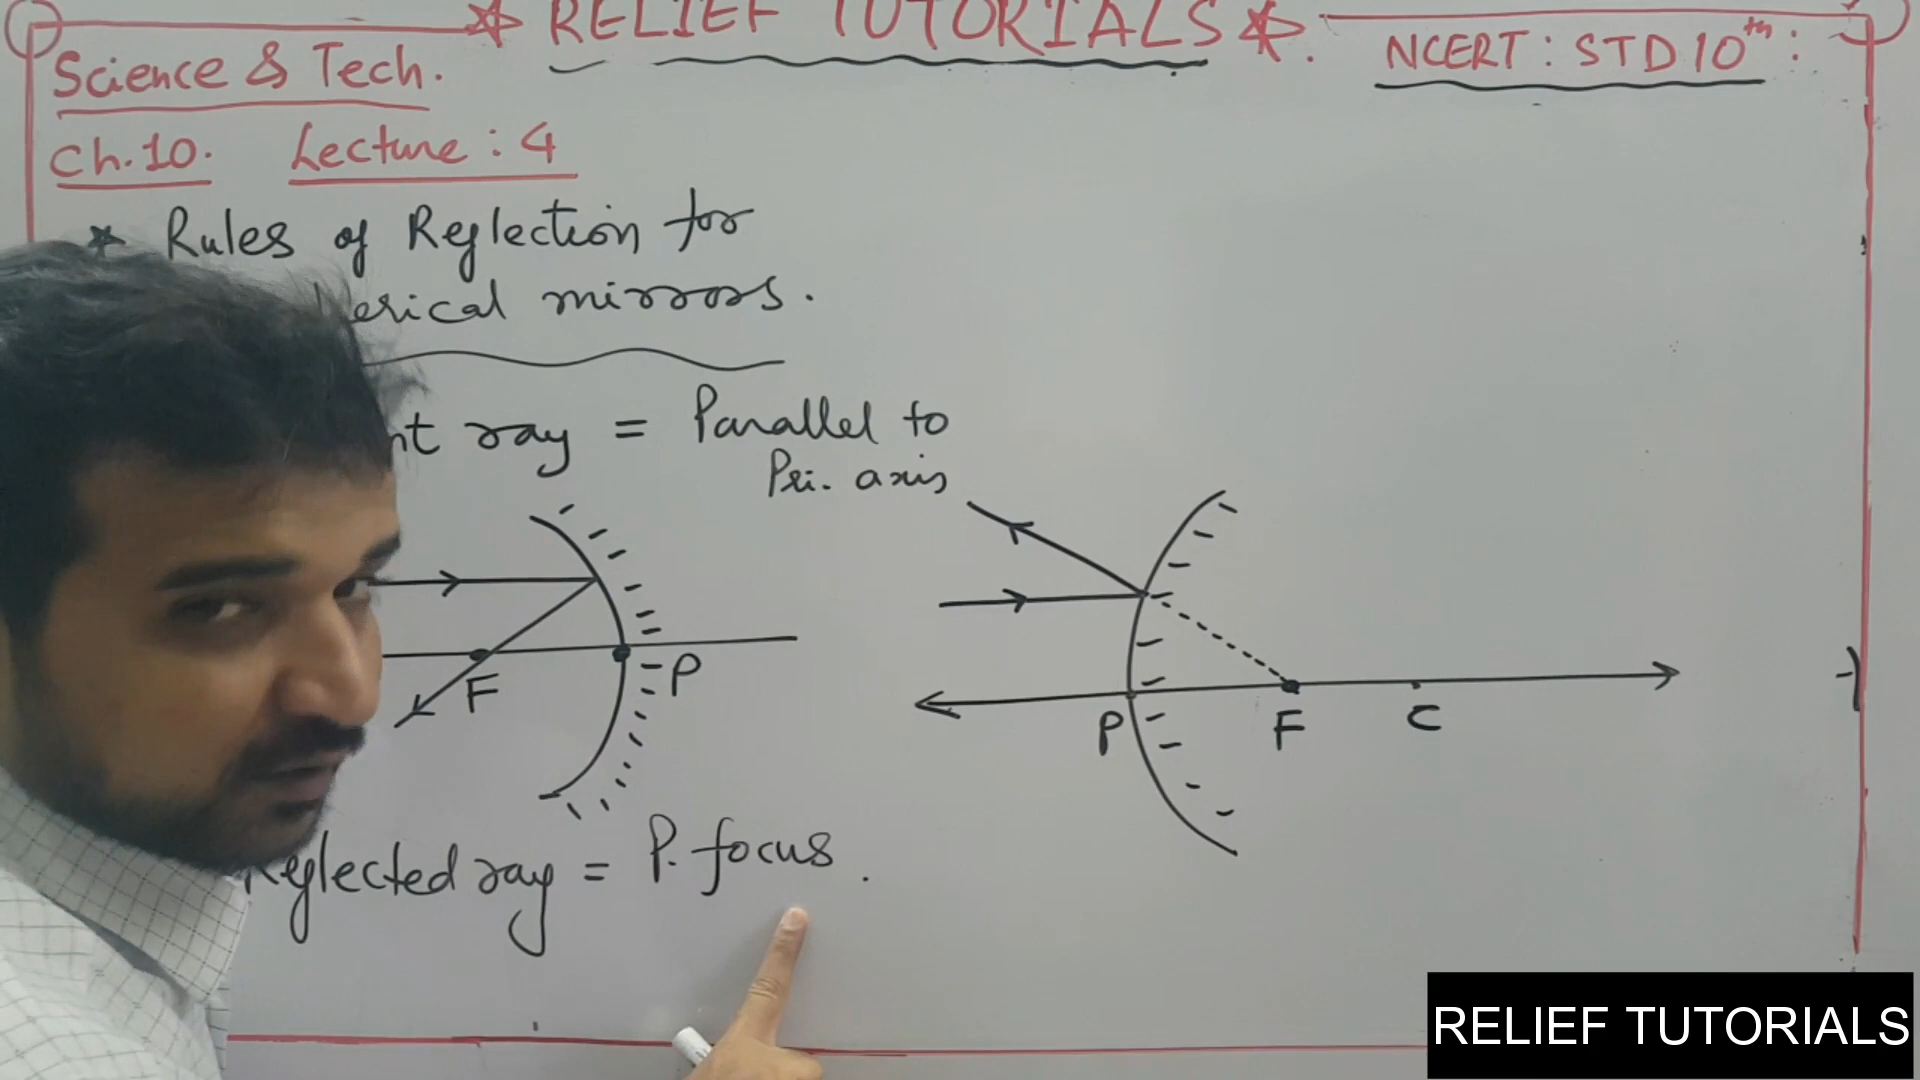 ☆ RELIEF TUTORIALS ☆.
NCERT : STD 10th :
Science & Tech.
Ch.10. Lecture : 4
* Rules of Reflection for
erical mirrors.
nt ray = Parallel to
Pri. axis
F
P
P
F
C
Reflected ray = P. focus.
RELIEF TUTORIALS